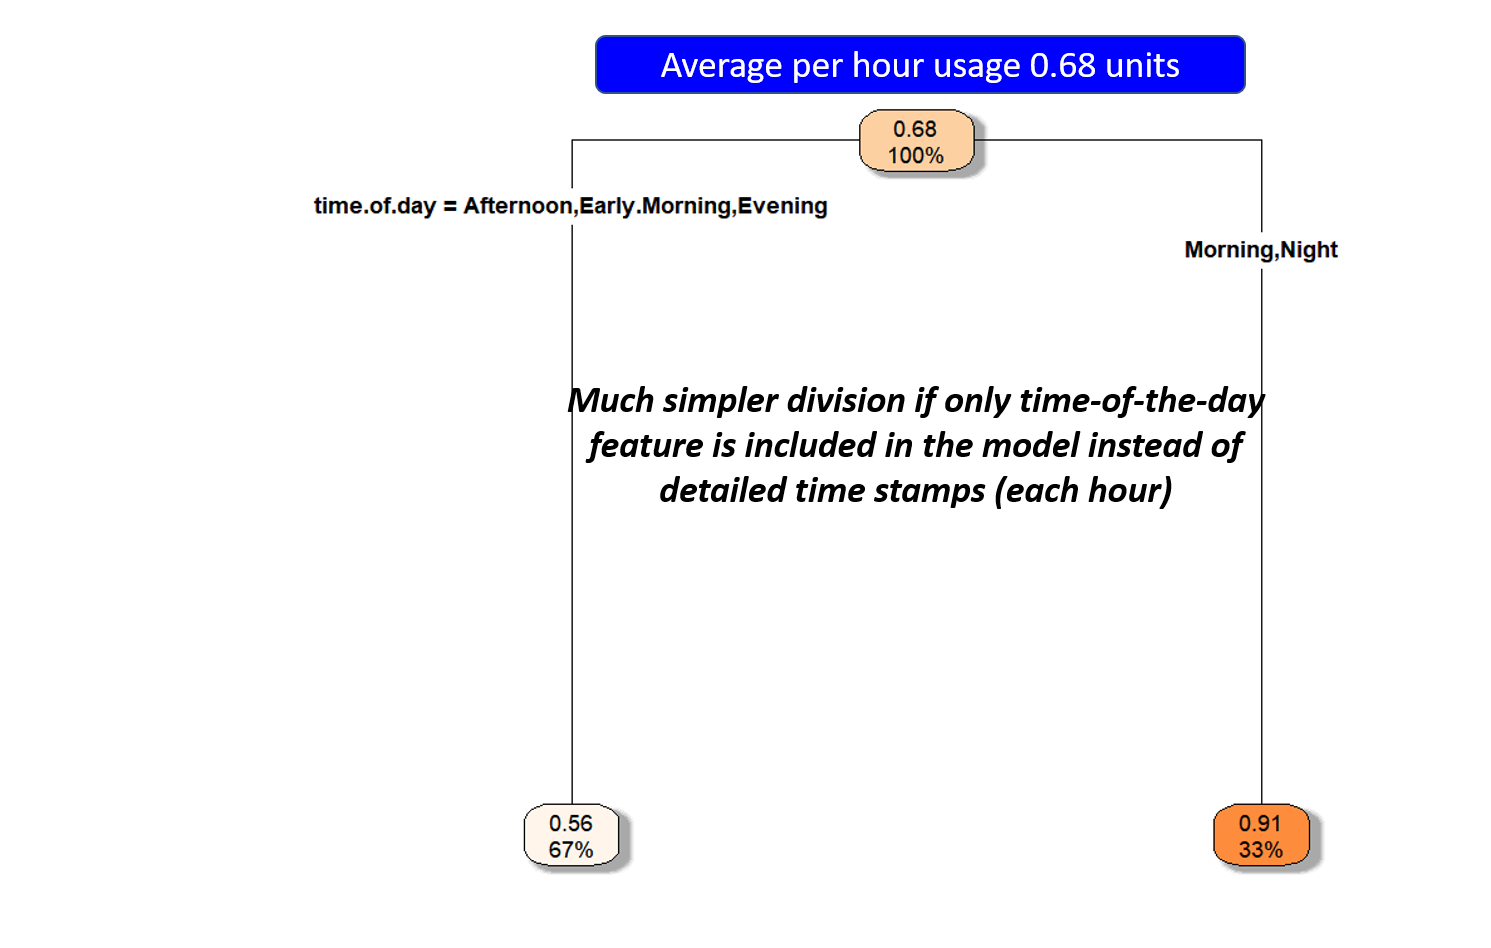 Average per hour usage 0.68 units
0.68
100%
time.of.day = Afternoon,Early.Morning,Evening
Morning,Night
Much simpler division if only time-of-the-day
feature is included in the model instead of
detailed time stamps (each hour)
0.56
67%
0.91
33%